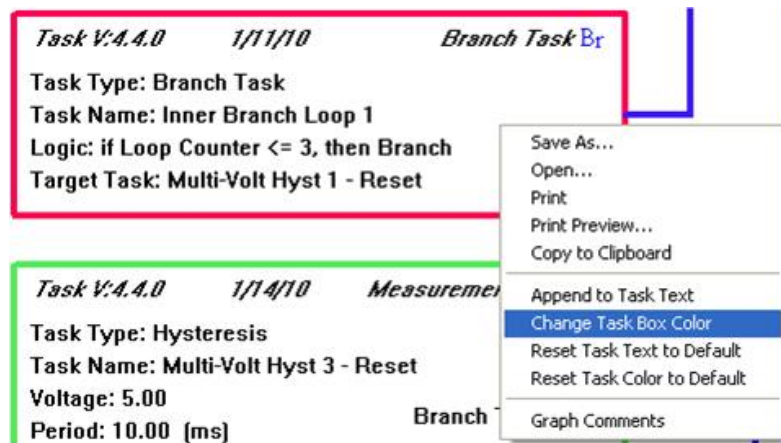 Task V:4.4.0 1/11/10 Branch Task Br
Task Type: Branch Task
Task Name: Inner Branch Loop 1
Logic: if Loop Counter <= 3, then Branch
Target Task: Multi-Volt Hyst 1 - Reset
Save As...
Open...
Print
Print Preview...
Copy to Clipboard
Append to Task Text
Change Task Box Color
Reset Task Text to Default
Reset Task Color to Default
Graph Comments
Task V:4.4.0 1/14/10
Task Type: Hysteresis
Task Name: Multi-Volt Hyst 3 - Reset
Voltage: 5.00
Period: 10.00 (ms)
Branch